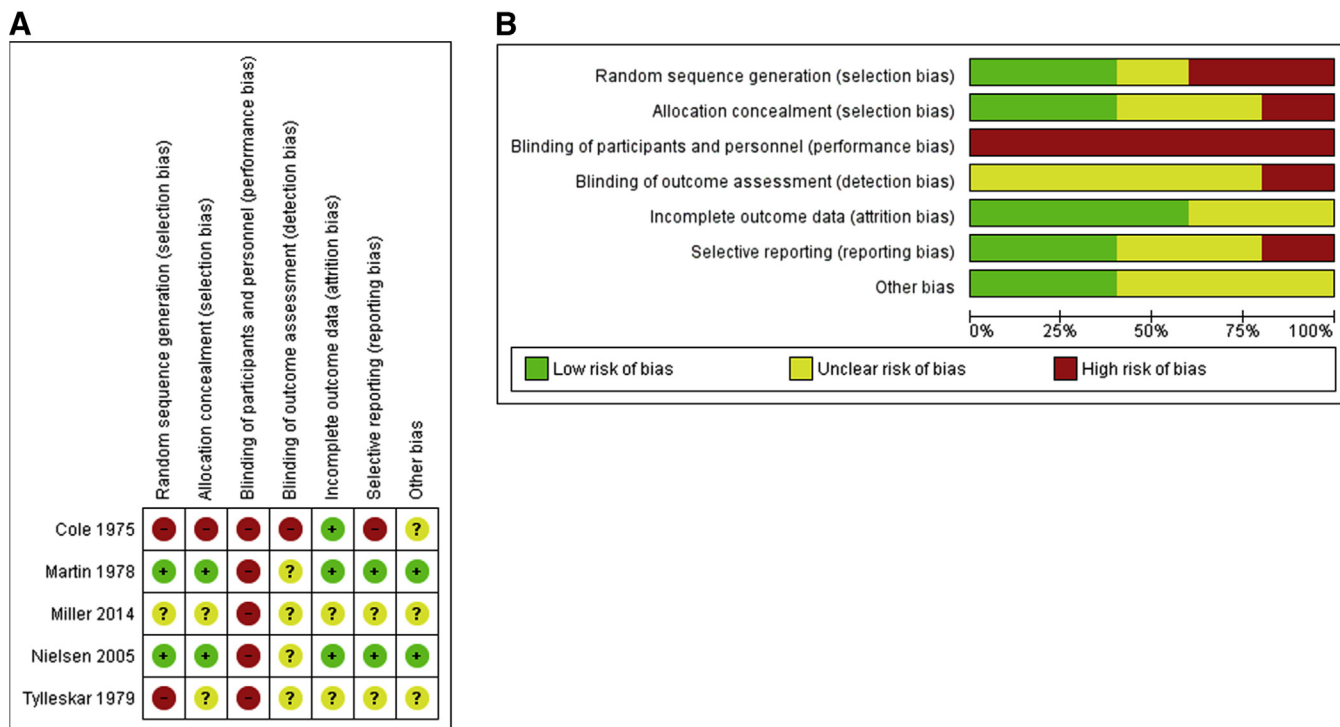 A
Random sequence generation (selection bias)
Allocation concealment (selection bias)
Blinding of participants and personnel (performance bias)
Blinding of outcome assessment (detection bias)
Incomplete outcome data (attrition bias)
Selective reporting (reporting bias)
Other bias
Cole 1975 - - - - + - ?
Martin 1978 + + - ? + + +
Miller 2014 ? ? - ? ? ? ?
Nielsen 2005 + + - ? + + +
Tylleskar 1979 - ? - ? ? ? ?
B
Random sequence generation (selection bias)
Allocation concealment (selection bias)
Blinding of participants and personnel (performance bias)
Blinding of outcome assessment (detection bias)
Incomplete outcome data (attrition bias)
Selective reporting (reporting bias)
Other bias
0% 25% 50% 75% 100%
Low risk of bias Unclear risk of bias High risk of bias